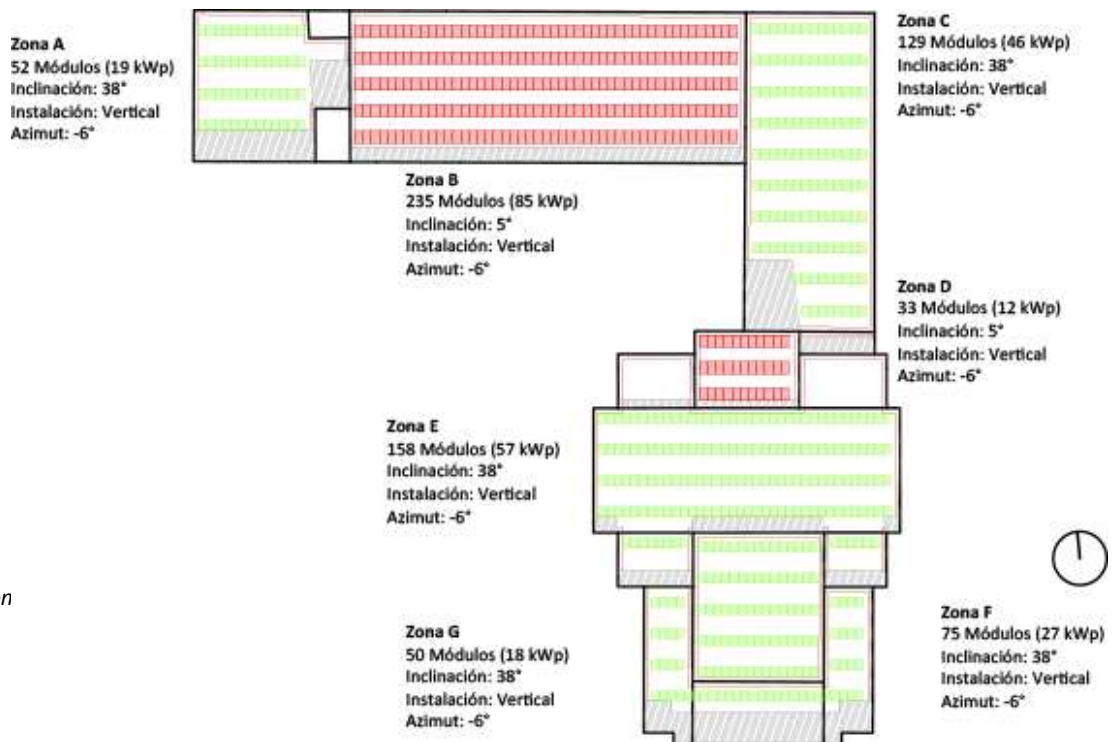 Zona A
52 Módulos (19 kWp)
Inclinación: 38°
Instalación: Vertical
Azimut: -6°
Zona B
235 Módulos (85 kWp)
Inclinación: 5°
Instalación: Vertical
Azimut: -6°
Zona C
129 Módulos (46 kWp)
Inclinación: 38°
Instalación: Vertical
Azimut: -6°
Zona D
33 Módulos (12 kWp)
Inclinación: 5°
Instalación: Vertical
Azimut: -6°
Zona E
158 Módulos (57 kWp)
Inclinación: 38°
Instalación: Vertical
Azimut: -6°
Zona G
50 Módulos (18 kWp)
Inclinación: 38°
Instalación: Vertical
Azimut: -6°
Zona F
75 Módulos (27 kWp)
Inclinación: 38°
Instalación: Vertical
Azimut: -6°